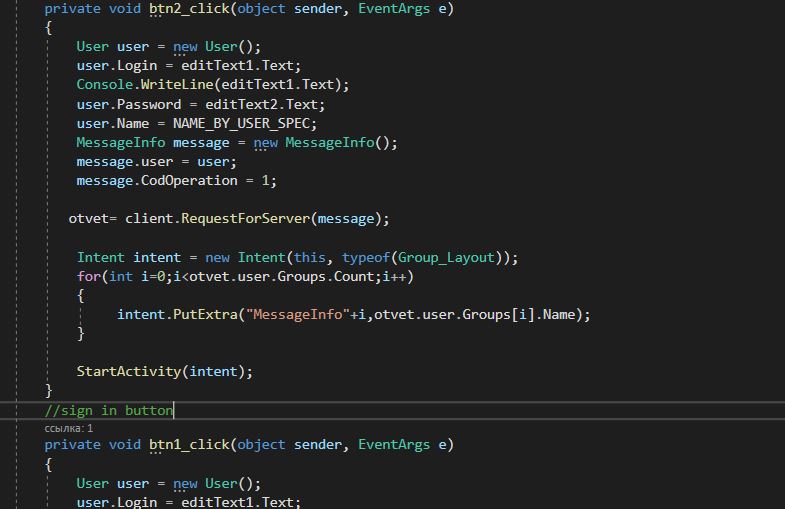 private void btn2_click(object sender, EventArgs e)
{
User user = new User();
user.Login = editText1.Text;
Console.WriteLine(editText1.Text);
user.Password = editText2.Text;
user.Name = NAME_BY_USER_SPEC;
MessageInfo message = new MessageInfo();
message.user = user;
message.CodOperation = 1;
otvet= client.RequestForServer(message);
Intent intent = new Intent(this, typeof(Group_Layout));
for(int i=0;i<otvet.user.Groups.Count;i++)
{
intent.PutExtra("MessageInfo"+i,otvet.user.Groups[i].Name);
}
StartActivity(intent);
}
//sign in button
ссылка: 1
private void btn1_click(object sender, EventArgs e)
{
User user = new User();
user.Login = editText1.Text;